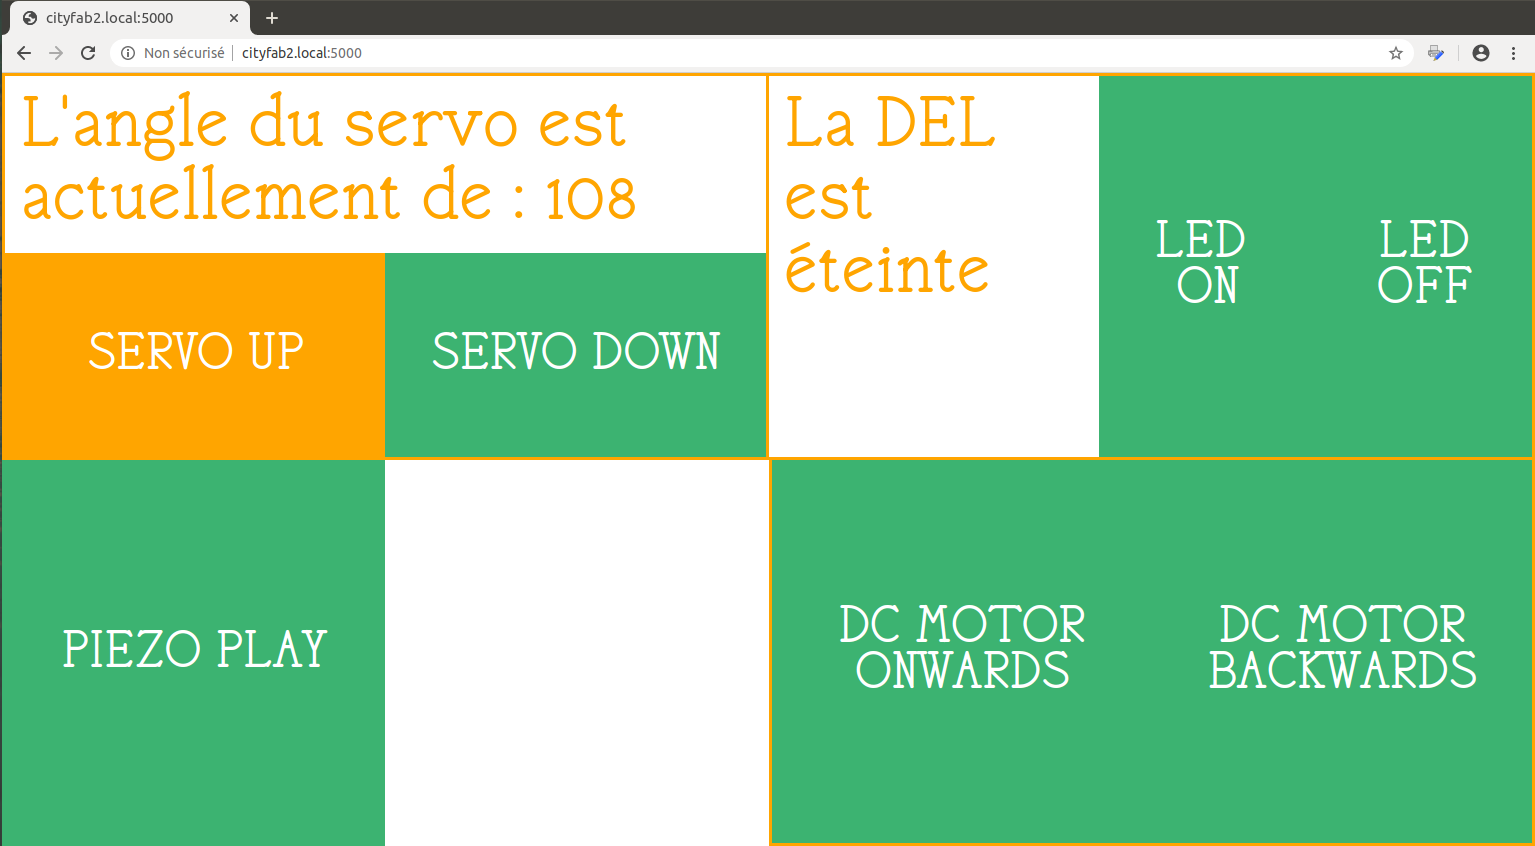 cityfab2.local:5000
Non sécurisé
cityfab2.local:5000
L'angle du servo est
actuellement de : 108
SERVO UP
SERVO DOWN
La DEL
est
éteinte
LED
ON
LED
OFF
PIEZO PLAY
DC MOTOR
ONWARDS
DC MOTOR
BACKWARDS